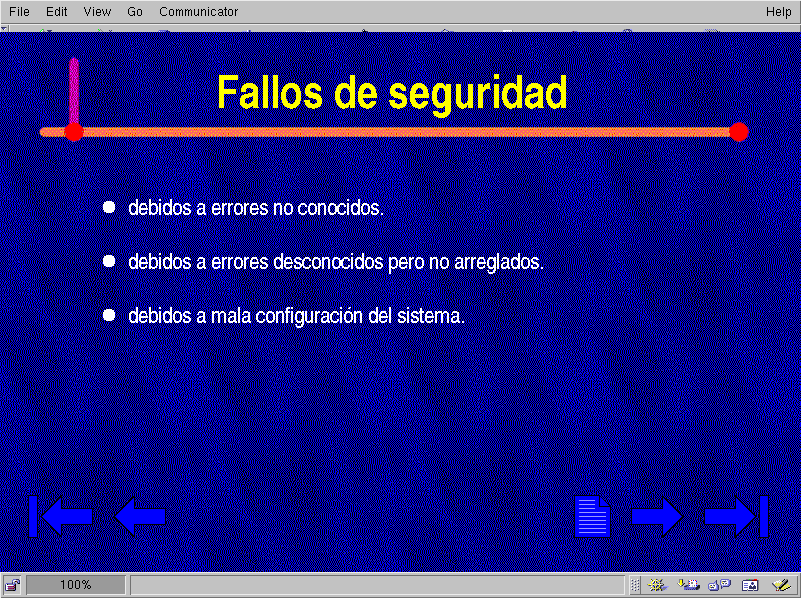 File Edit View Go Communicator Help
Fallos de seguridad
debidos a errores no conocidos.
debidos a errores desconocidos pero no arreglados.
debidos a mala configuración del sistema.
100%